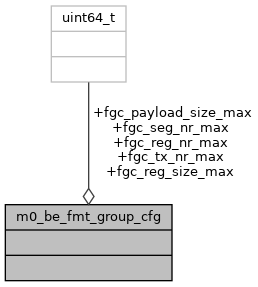 uint64_t
+fgc_payload_size_max
+fgc_seg_nr_max
+fgc_reg_nr_max
+fgc_tx_nr_max
+fgc_reg_size_max
m0_be_fmt_group_cfg